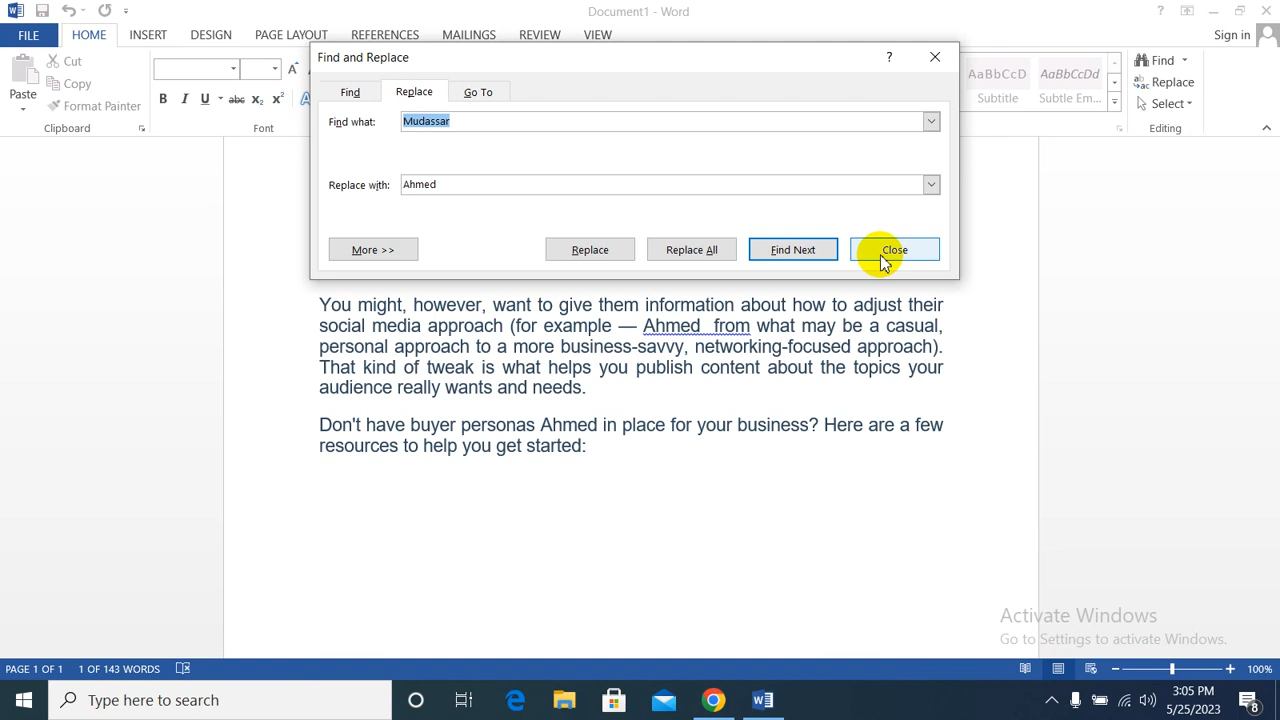 Document1 - Word
?
FILE HOME INSERT DESIGN PAGE LAYOUT REFERENCES MAILINGS REVIEW VIEW Sign in
Paste
Cut
Copy
Format Painter
Clipboard
B I U abc X₂ X² A
Font
Find and Replace ?
Find Replace Go To
Find what: Mudassar
Replace with: Ahmed
More >> Replace Replace All Find Next Close
AaBbCcD AaBbCcDd
Subtitle Subtle Em...
Find
Replace
Select
Editing
You might, however, want to give them information about how to adjust their
social media approach (for example — Ahmed from what may be a casual,
personal approach to a more business-savvy, networking-focused approach).
That kind of tweak is what helps you publish content about the topics your
audience really wants and needs.
Don't have buyer personas Ahmed in place for your business? Here are a few
resources to help you get started:
Activate Windows
Go to Settings to activate Windows.
PAGE 1 OF 1 1 OF 143 WORDS 100%
Type here to search
3:05 PM
5/25/2023
8